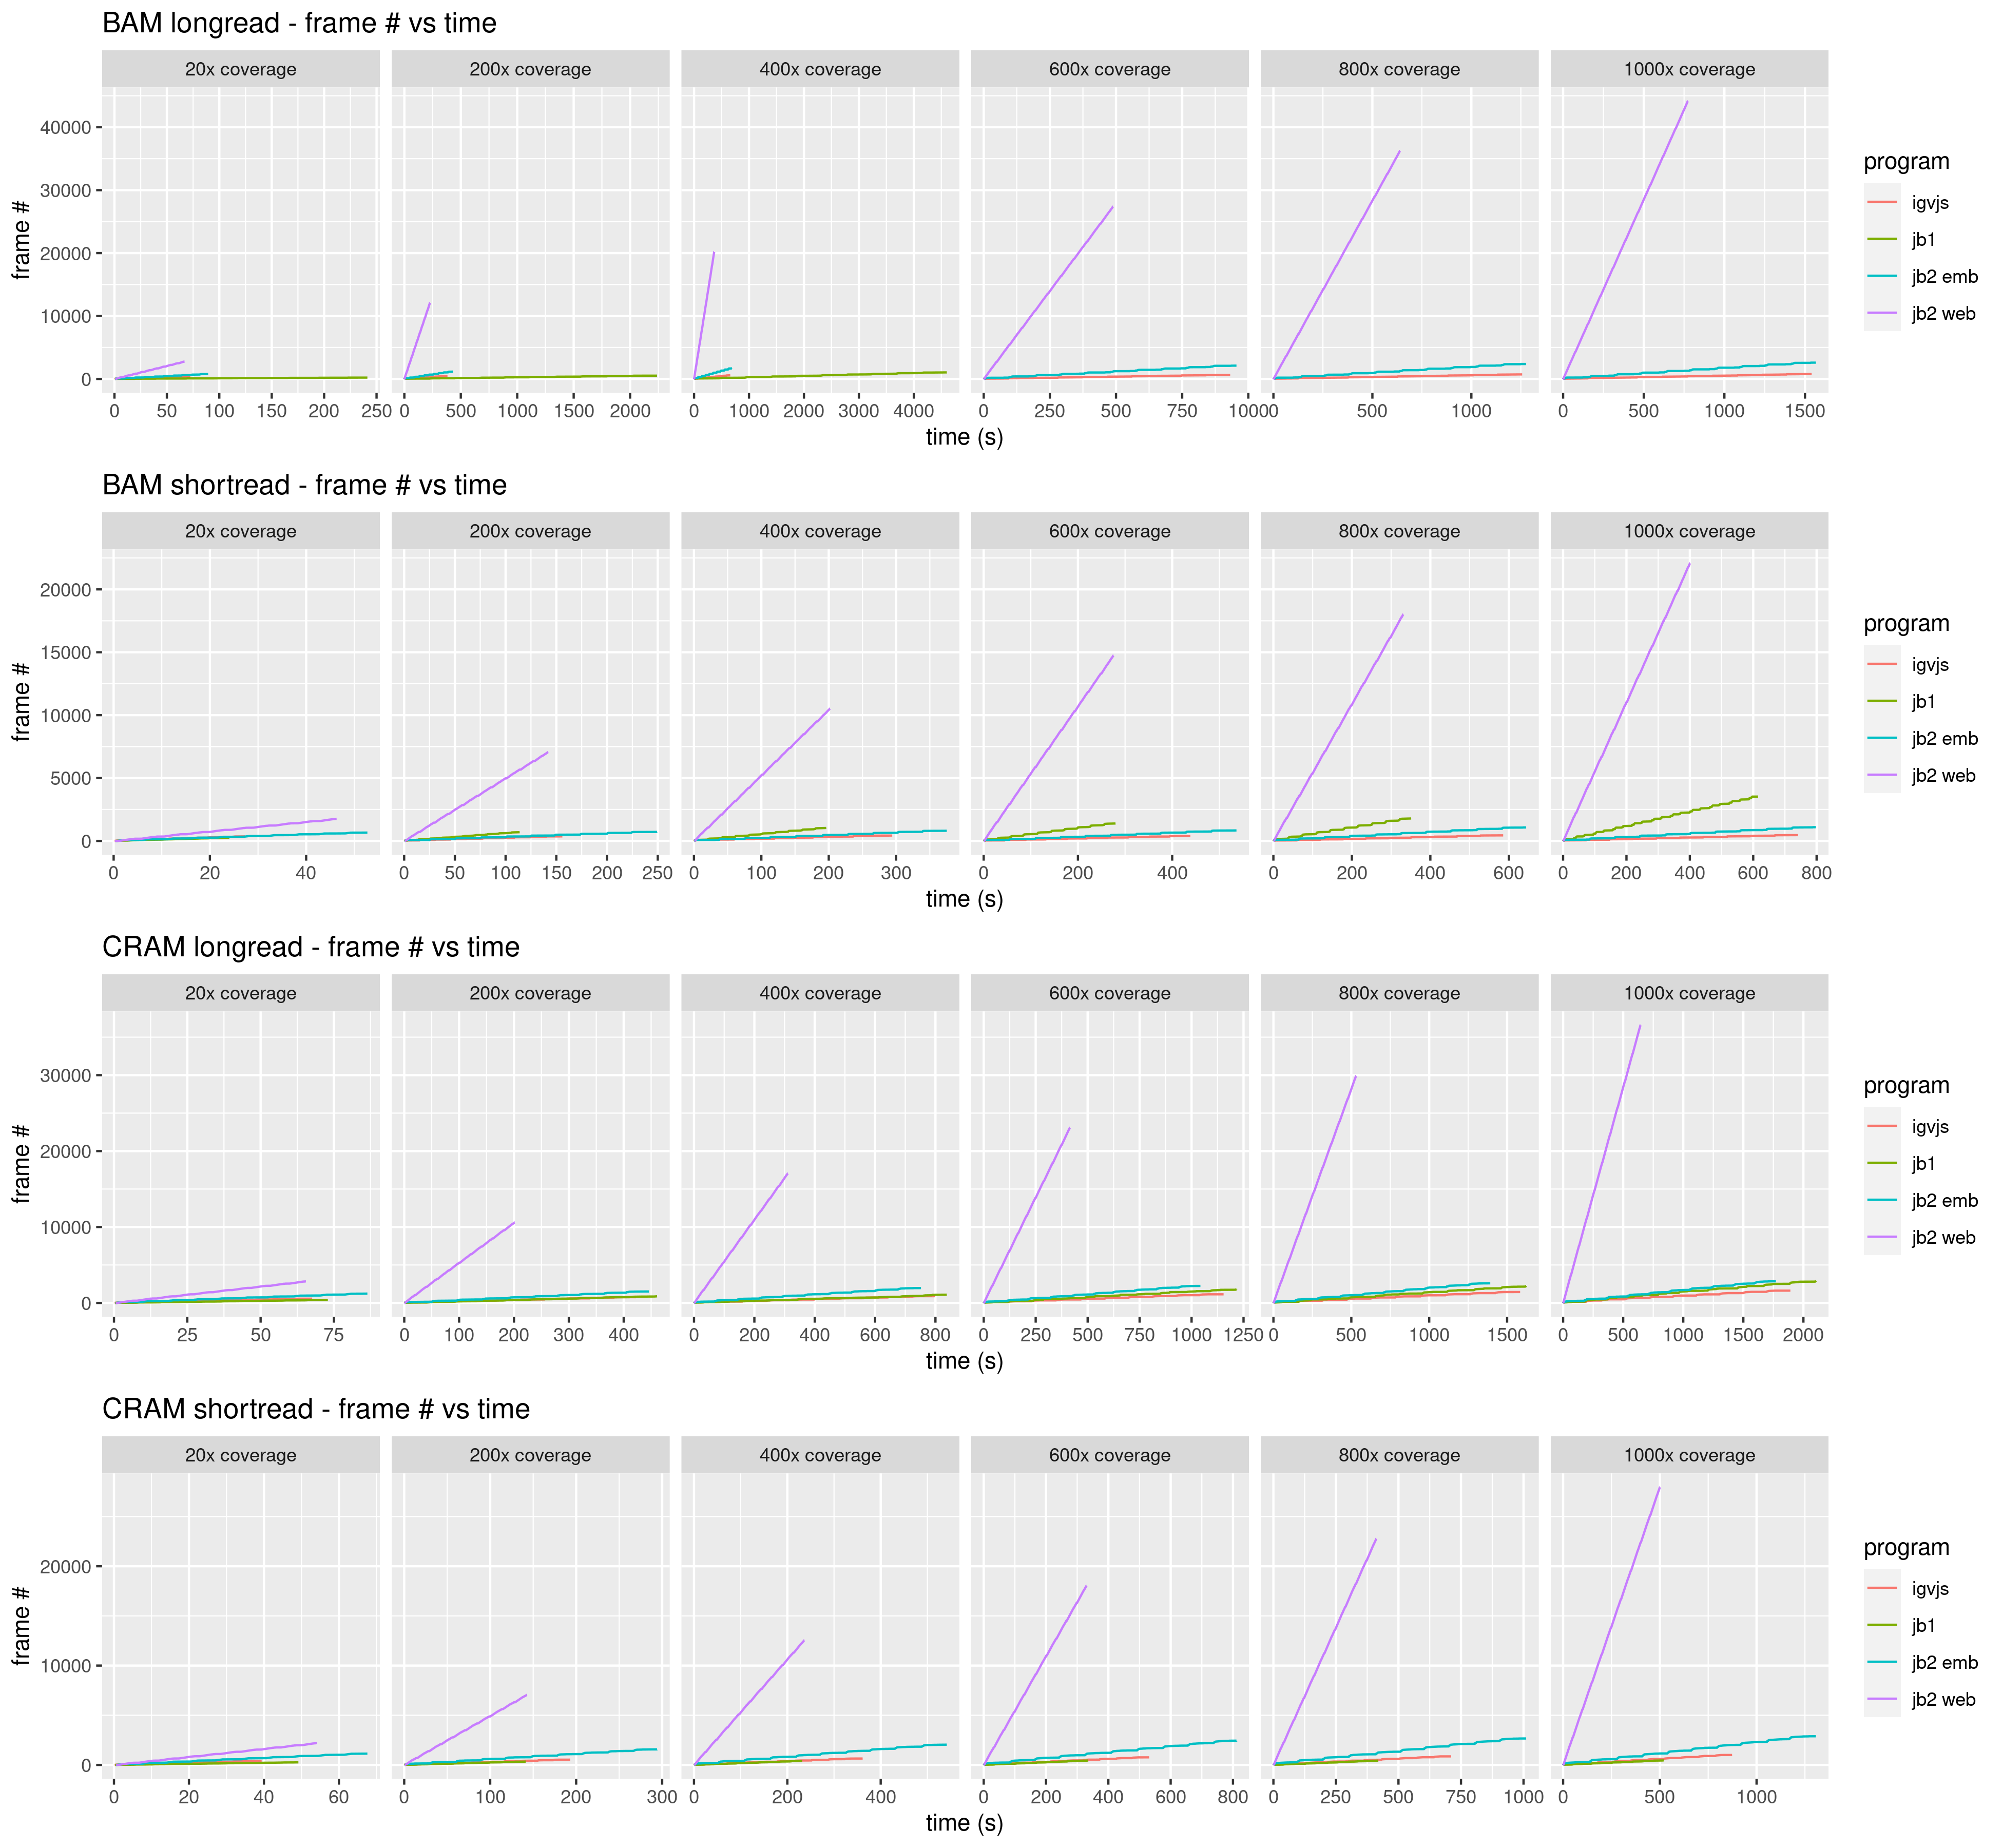 BAM longread - frame # vs time
20x coverage 200x coverage 400x coverage 600x coverage 800x coverage 1000x coverage
frame #
40000
30000
20000
10000
0
0 50 100 150 200 250 0 500 1000 1500 2000 0 1000 2000 3000 4000 0 250 500 750 1000 0 500 1000 0 500 1000 1500
time (s)
program
igvjs
jb1
jb2 emb
jb2 web
BAM shortread - frame # vs time
20x coverage 200x coverage 400x coverage 600x coverage 800x coverage 1000x coverage
frame #
20000
15000
10000
5000
0
0 20 40 0 50 100 150 200 250 0 100 200 300 0 200 400 0 200 400 600 0 200 400 600 800
time (s)
program
igvjs
jb1
jb2 emb
jb2 web
CRAM longread - frame # vs time
20x coverage 200x coverage 400x coverage 600x coverage 800x coverage 1000x coverage
frame #
30000
20000
10000
0
0 25 50 75 0 100 200 300 400 0 200 400 600 800 0 250 500 750 1000 1250 0 500 1000 1500 0 500 1000 1500 2000
time (s)
program
igvjs
jb1
jb2 emb
jb2 web
CRAM shortread - frame # vs time
20x coverage 200x coverage 400x coverage 600x coverage 800x coverage 1000x coverage
frame #
20000
10000
0
0 20 40 60 0 100 200 300 0 200 400 0 200 400 600 800 0 250 500 750 1000 0 500 1000
time (s)
program
igvjs
jb1
jb2 emb
jb2 web